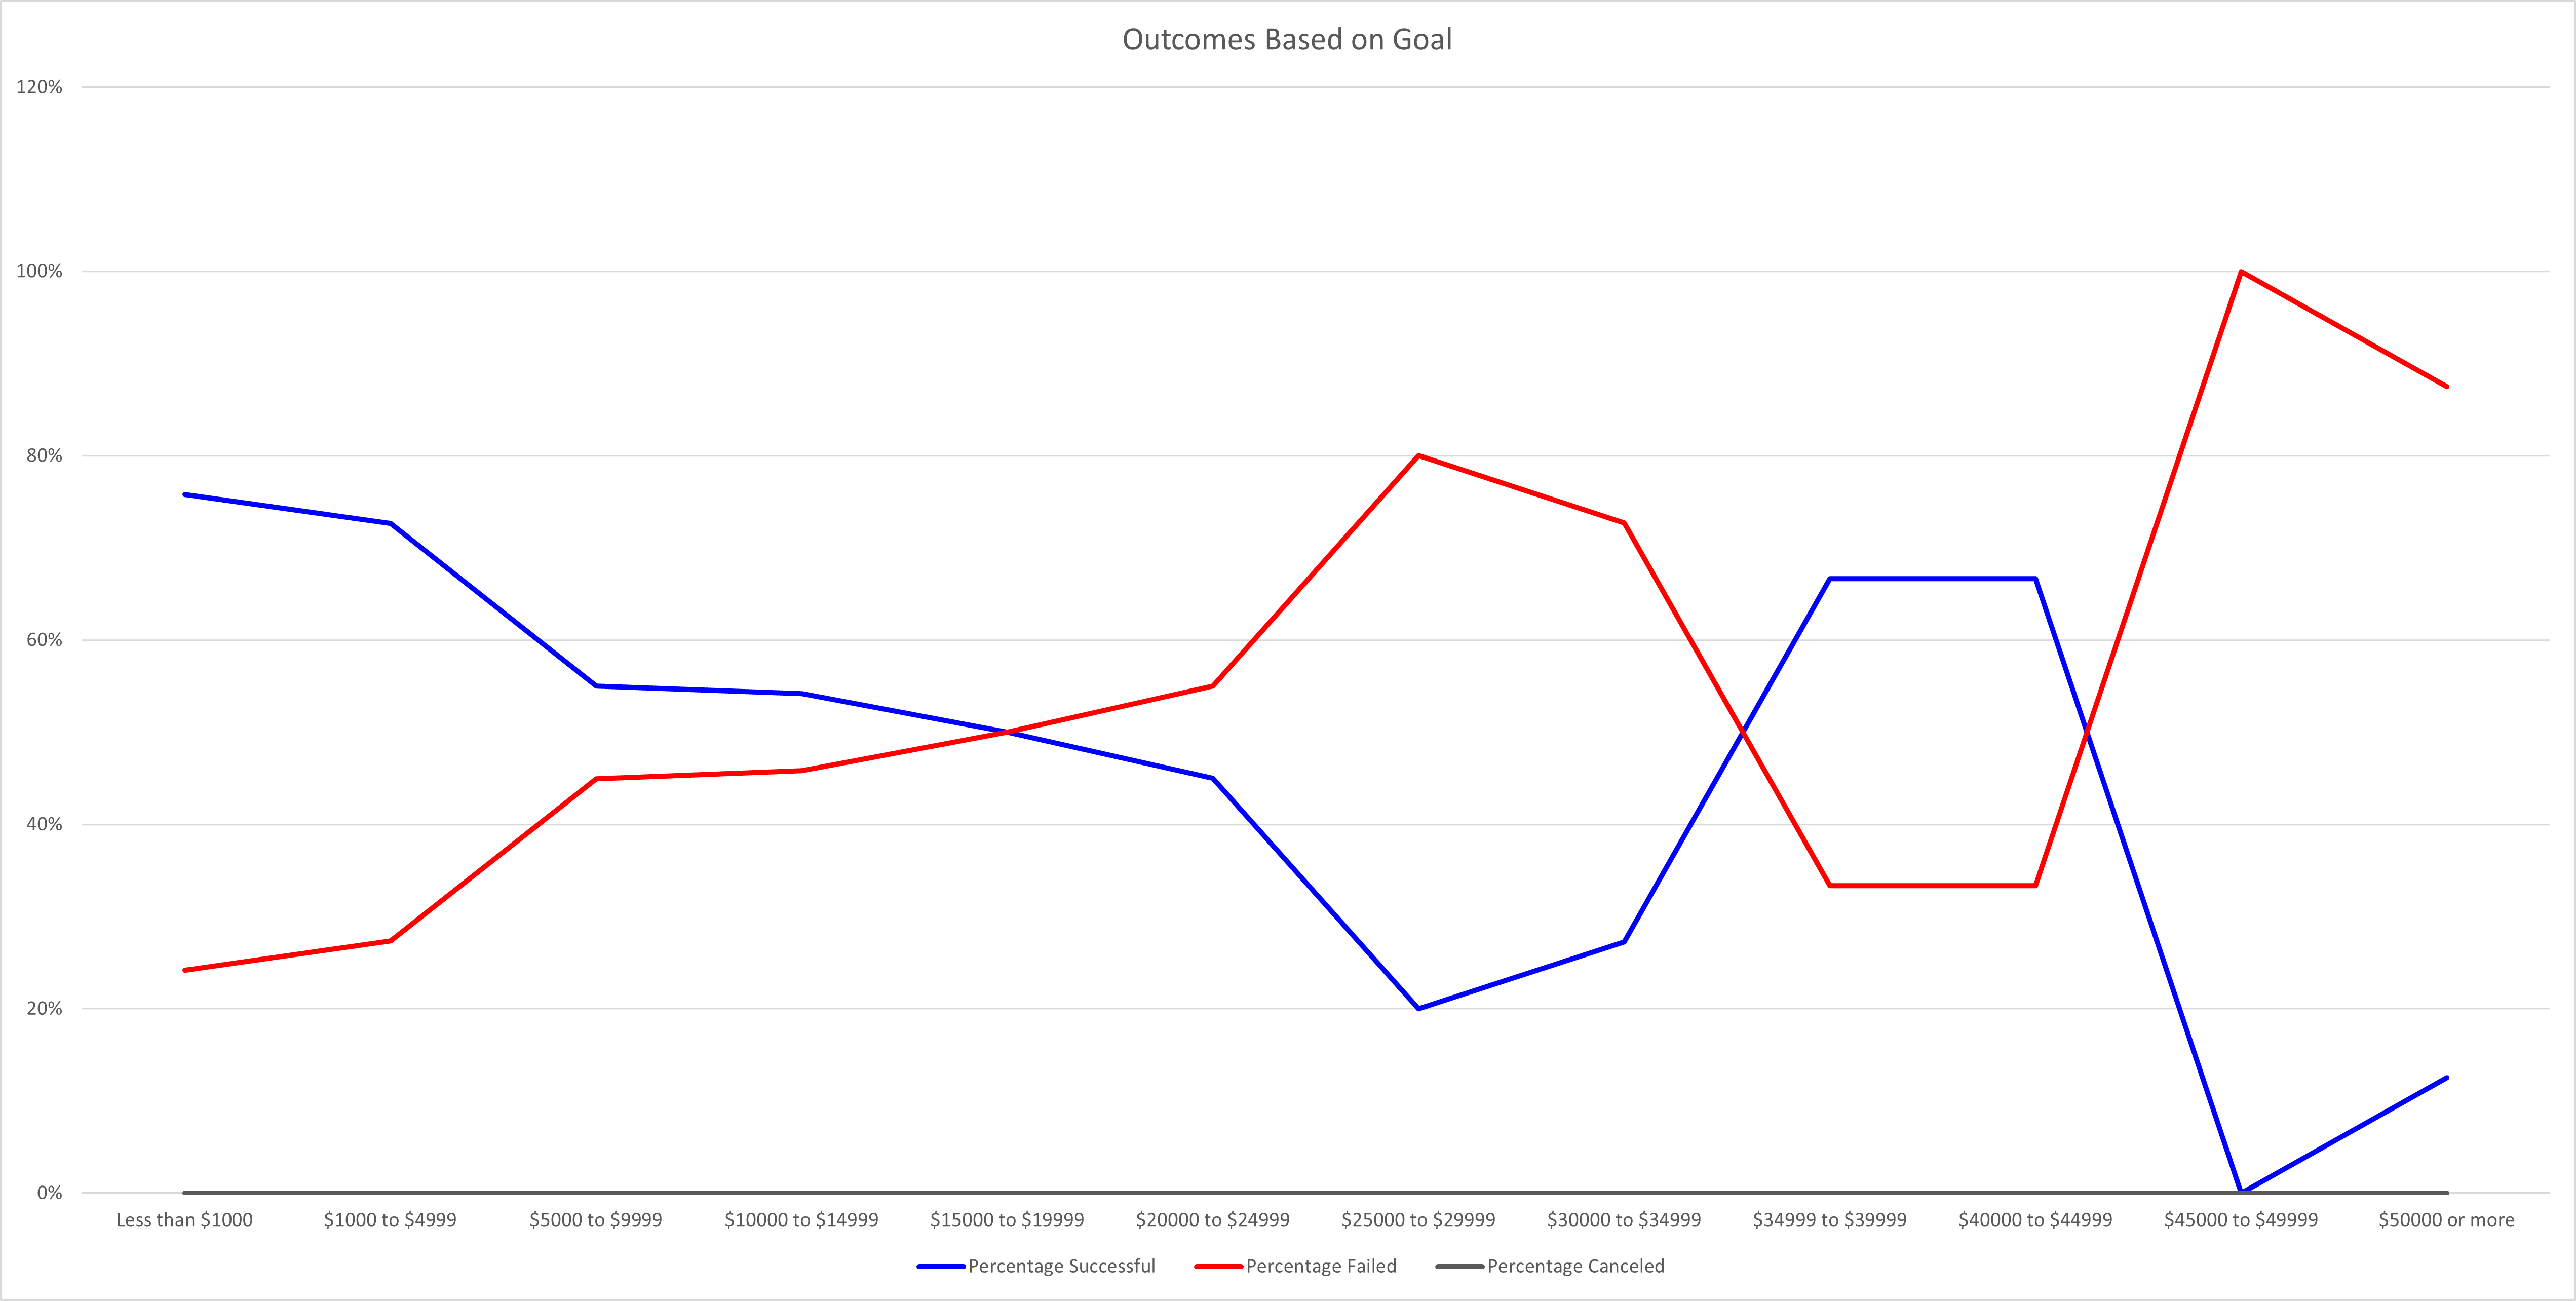 Outcomes Based on Goal
120%
100%
80%
60%
40%
20%
0%
Less than $1000 $1000 to $4999 $5000 to $9999 $10000 to $14999 $15000 to $19999 $20000 to $24999 $25000 to $29999 $30000 to $34999 $34999 to $39999 $40000 to $44999 $45000 to $49999 $50000 or more
Percentage Successful Percentage Failed Percentage Canceled